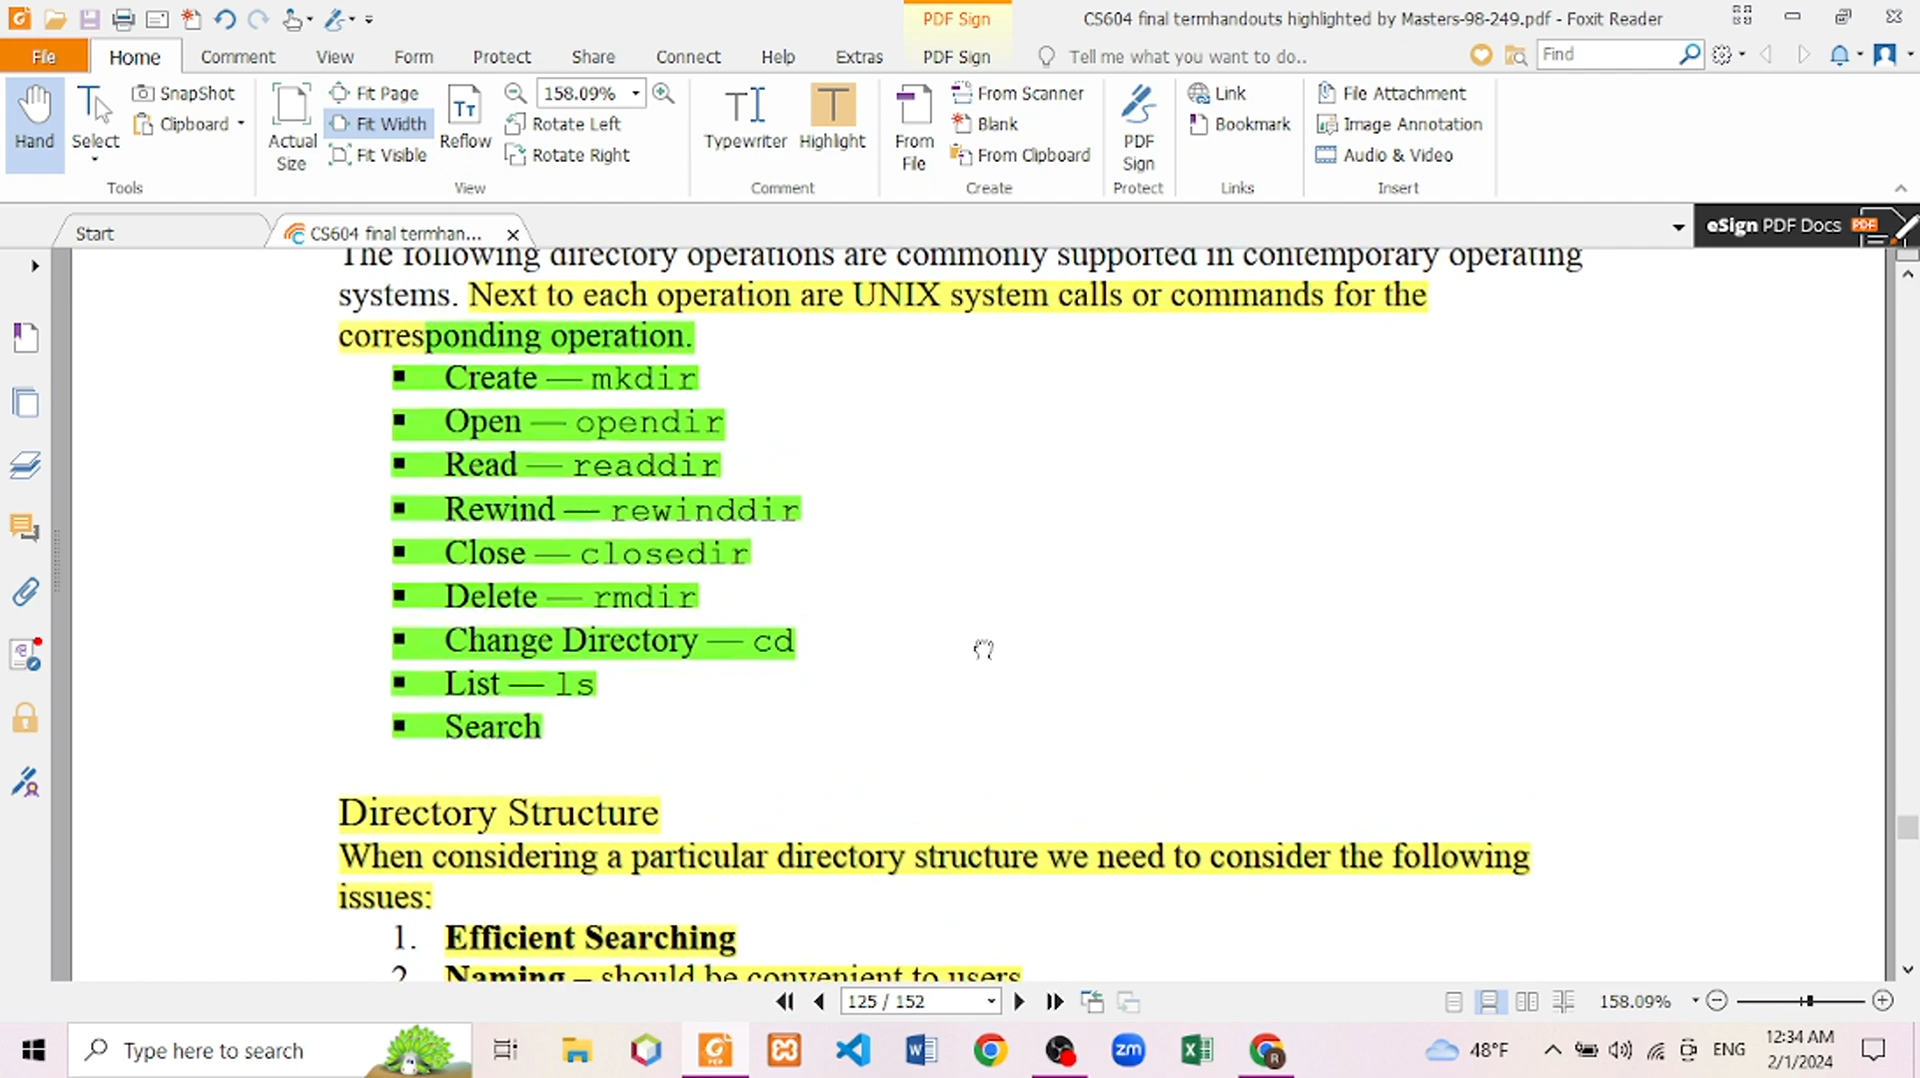 PDF Sign
CS604 final termhandouts highlighted by Masters-98-249.pdf - Foxit Reader
File
Home
Comment
View
Form
Protect
Share
Connect
Help
Extras
PDF Sign
Tell me what you want to do..
Find
Hand
Select
SnapShot
Clipboard
Tools
Actual
Size
Fit Page
Fit Width
Fit Visible
Reflow
158.09%
Rotate Left
Rotate Right
View
Typewriter
Highlight
Comment
From
File
From Scanner
Blank
From Clipboard
Create
PDF
Sign
Protect
Link
Bookmark
Links
File Attachment
Image Annotation
Audio & Video
Insert
Start
CS604 final termhan...
eSign PDF Docs
PDF
The following directory operations are commonly supported in contemporary operating
systems. Next to each operation are UNIX system calls or commands for the
corresponding operation.
▪ Create — mkdir
▪ Open — opendir
▪ Read — readdir
▪ Rewind — rewinddir
▪ Close — closedir
▪ Delete — rmdir
▪ Change Directory — cd
▪ List — ls
▪ Search
Directory Structure
When considering a particular directory structure we need to consider the following
issues:
1. Efficient Searching
2. Naming – should be convenient to users
125 / 152
158.09%
Type here to search
48°F
ENG
12:34 AM
2/1/2024